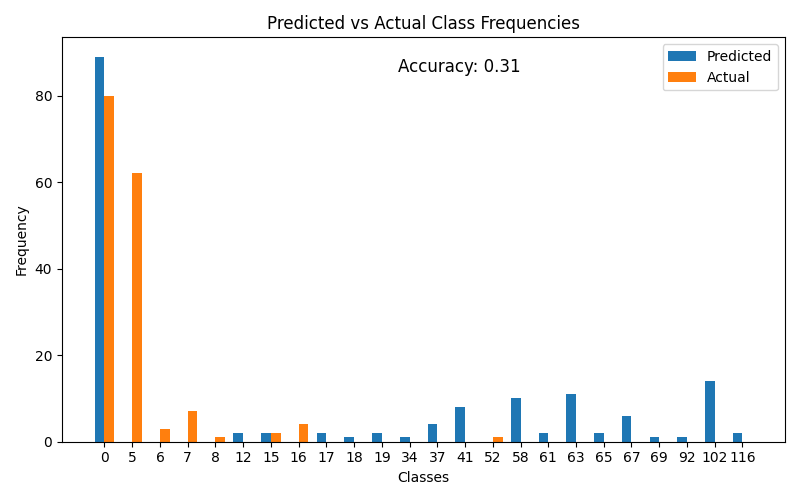 Predicted vs Actual Class Frequencies
Accuracy: 0.31
Predicted
Actual
Frequency
80
60
40
20
0
0 5 6 7 8 12 15 16 17 18 19 34 37 41 52 58 61 63 65 67 69 92 102 116
Classes